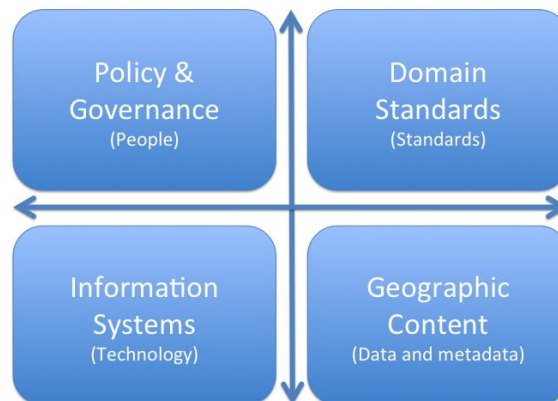 Policy &
Governance
(People)
Domain
Standards
(Standards)
Information
Systems
(Technology)
Geographic
Content
(Data and metadata)